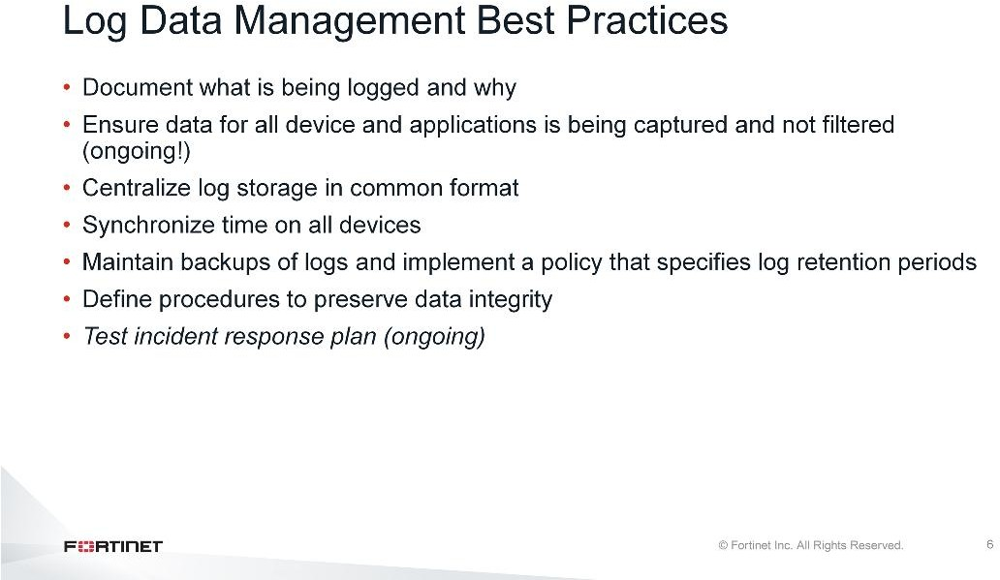 Log Data Management Best Practices
• Document what is being logged and why
• Ensure data for all device and applications is being captured and not filtered
(ongoing!)
• Centralize log storage in common format
• Synchronize time on all devices
• Maintain backups of logs and implement a policy that specifies log retention periods
• Define procedures to preserve data integrity
• Test incident response plan (ongoing)
FORTINET
© Fortinet Inc. All Rights Reserved.
6